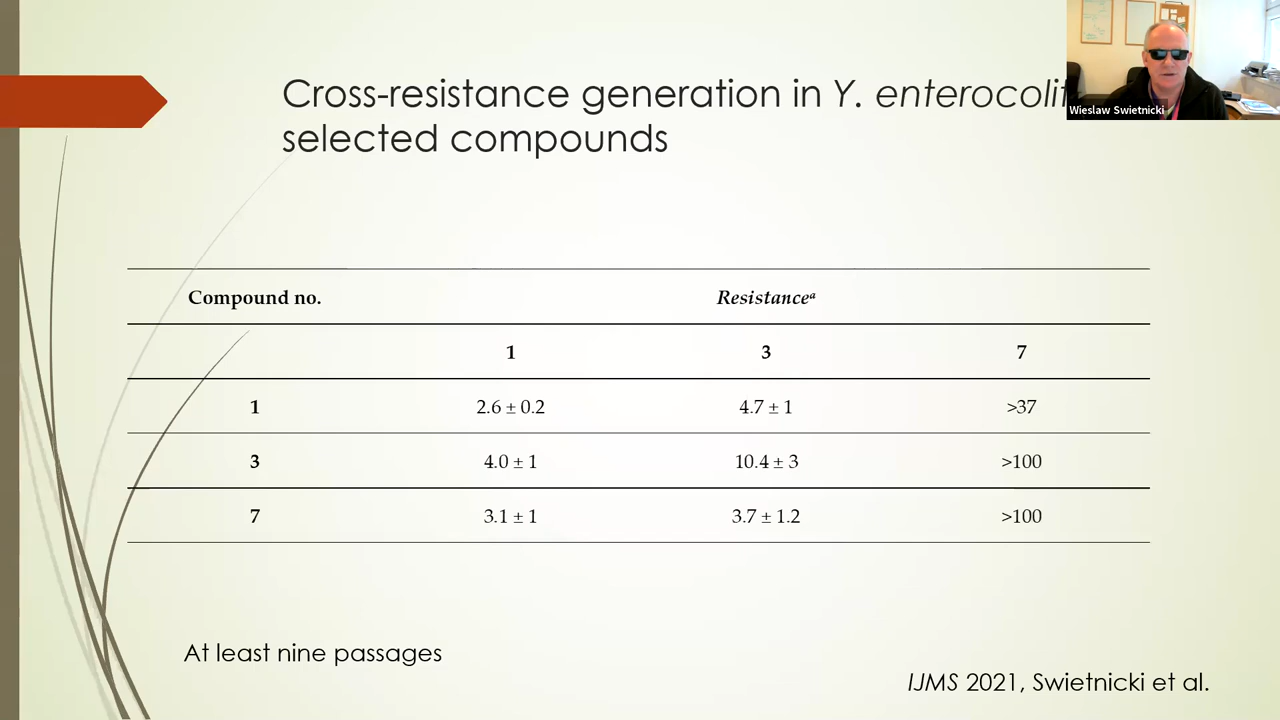 Cross-resistance generation in Y.
selected compounds
Wieslaw Swietnicki
Compound no. Resistanceᵃ
1 3 7
1 2.6 ± 0.2 4.7 ± 1 >37
3 4.0 ± 1 10.4 ± 3 >100
7 3.1 ± 1 3.7 ± 1.2 >100
At least nine passages
IJMS 2021, Swietnicki et al.